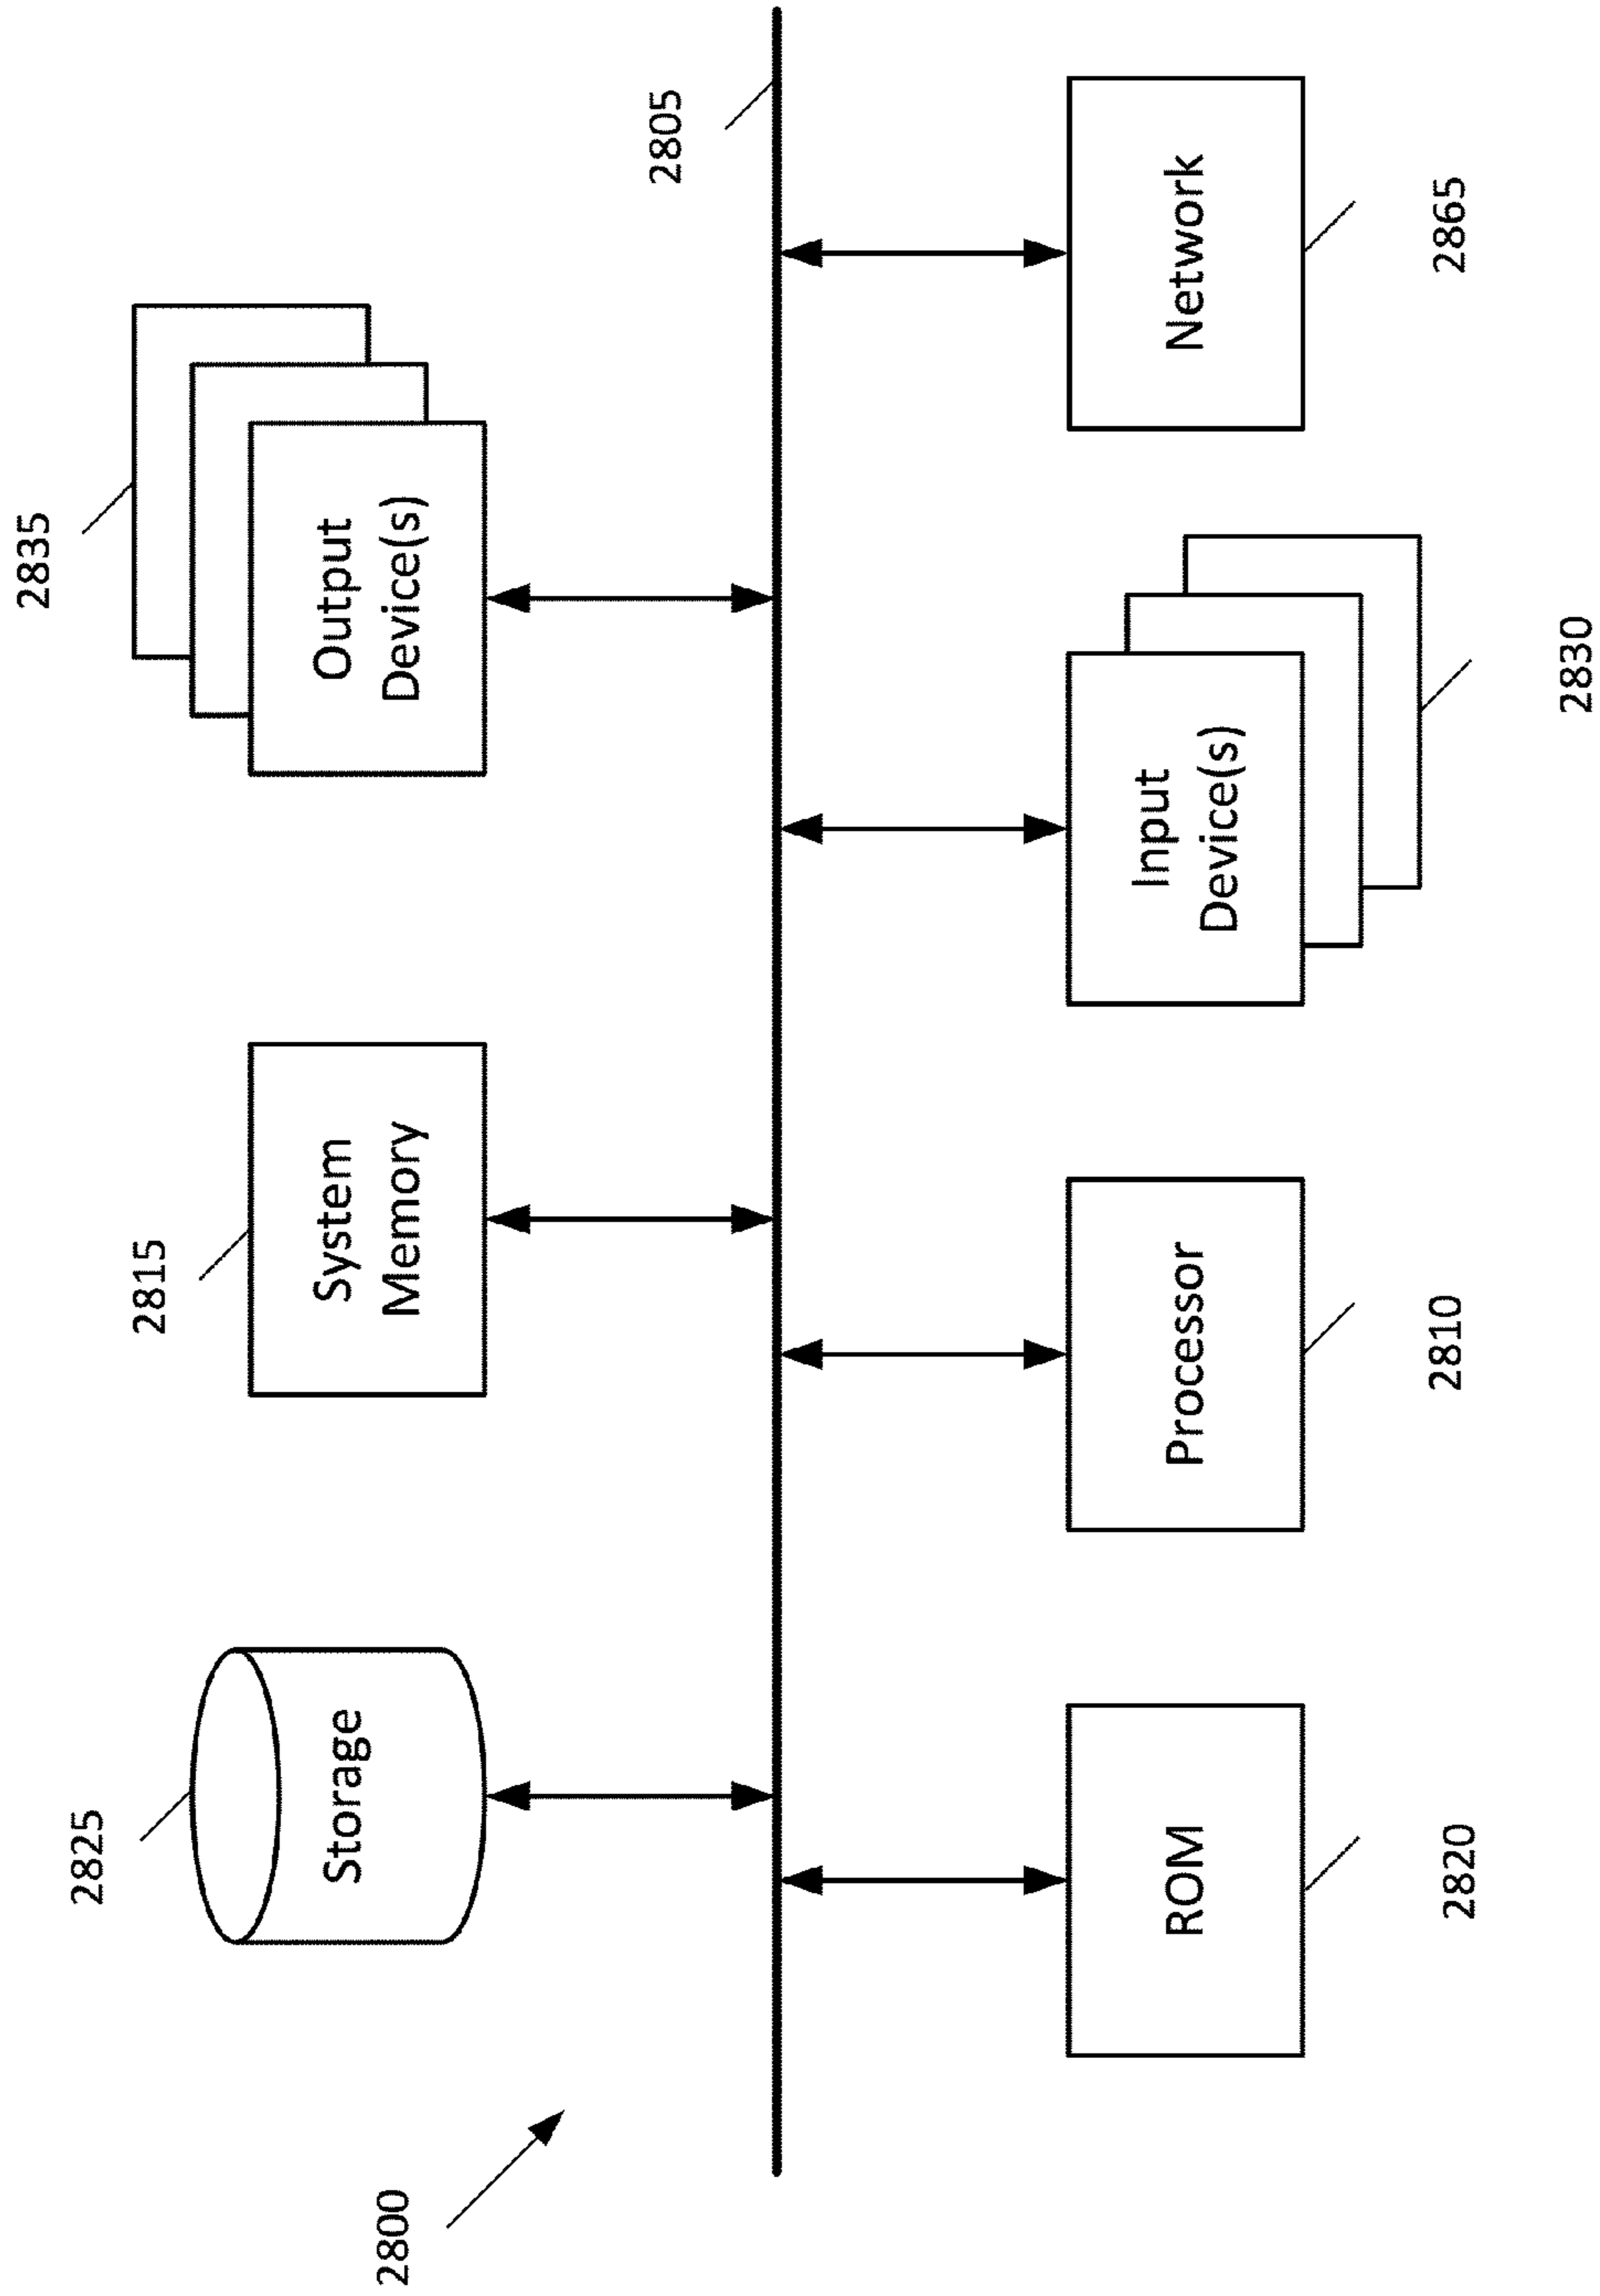 2835
Output
Device(s)
2815
System
Memory
2825
Storage
2805
2800
Network
2865
Input
Device(s)
2830
Processor
2810
ROM
2820